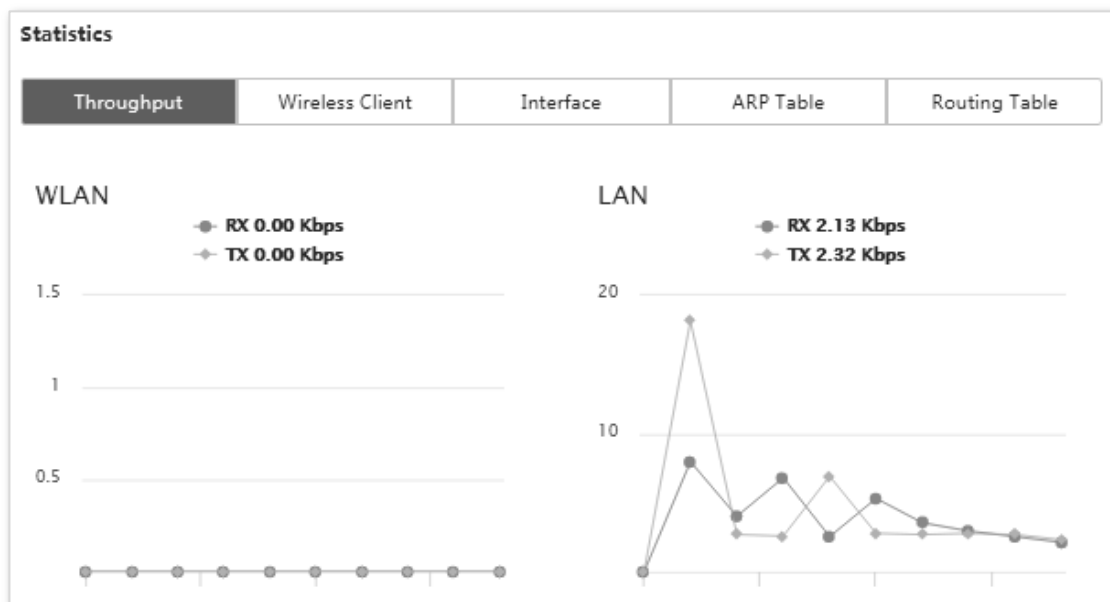 Statistics
Throughput Wireless Client Interface ARP Table Routing Table
WLAN
RX 0.00 Kbps
TX 0.00 Kbps
1.5
1
0.5
LAN
RX 2.13 Kbps
TX 2.32 Kbps
20
10